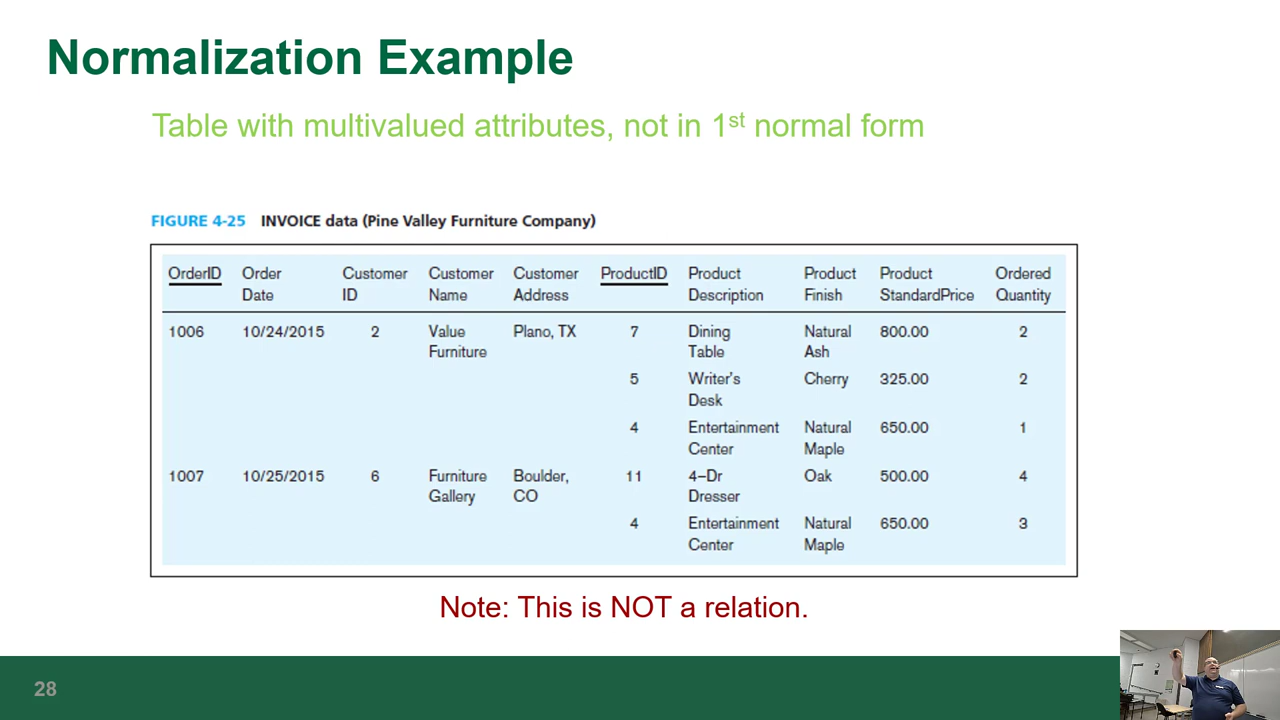 Normalization Example
Table with multivalued attributes, not in 1st normal form
FIGURE 4-25 INVOICE data (Pine Valley Furniture Company)
OrderID Order Date Customer ID Customer Name Customer Address ProductID Product Description Product Finish Product StandardPrice Ordered Quantity
1006 10/24/2015 2 Value Furniture Plano, TX 7 Dining Table Natural Ash 800.00 2
5 Writer's Desk Cherry 325.00 2
4 Entertainment Center Natural Maple 650.00 1
1007 10/25/2015 6 Furniture Gallery Boulder, CO 11 4–Dr Dresser Oak 500.00 4
4 Entertainment Center Natural Maple 650.00 3
Note: This is NOT a relation.
28